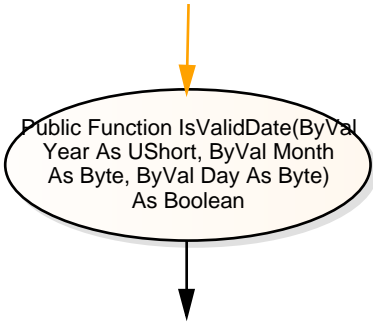 Public Function IsValidDate(ByVal
Year As UShort, ByVal Month
As Byte, ByVal Day As Byte)
As Boolean